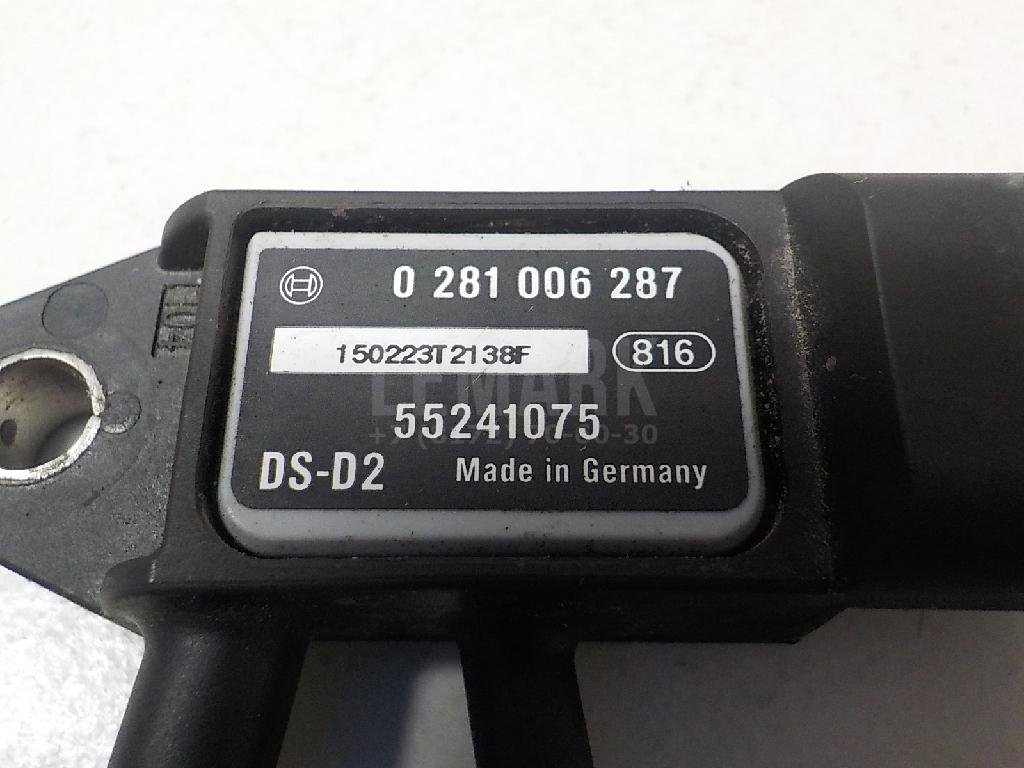 0 281 006 287
150223T2138F 816
LEMARK
55241075
DS-D2 Made in Germany